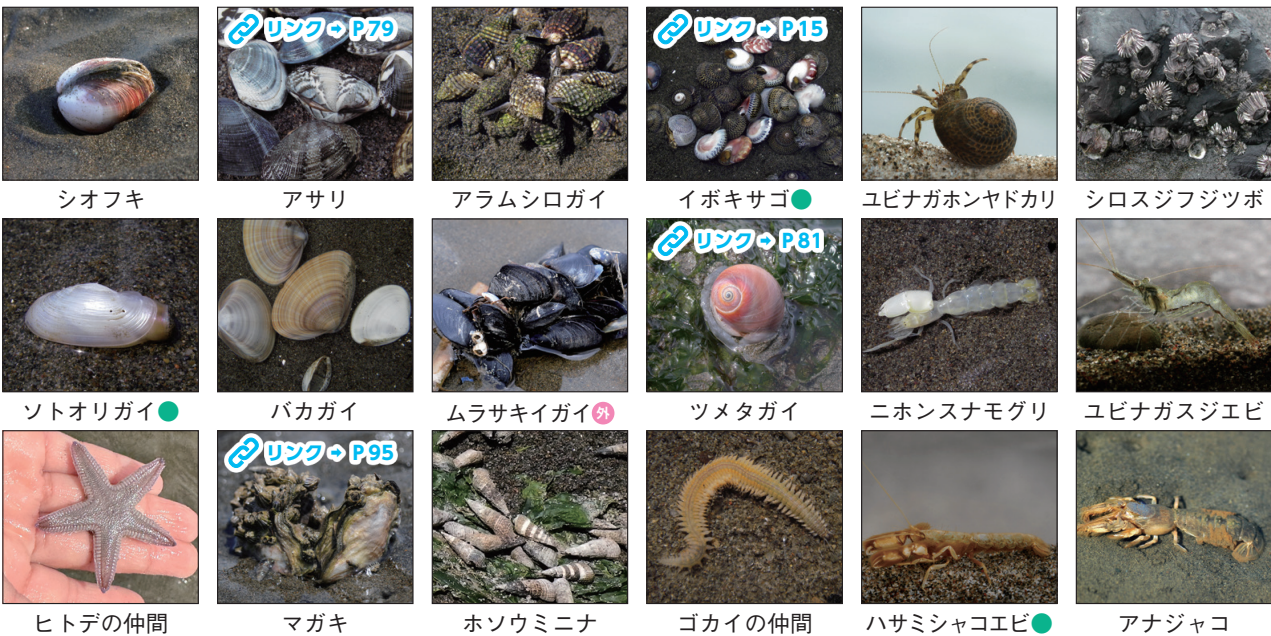 リンク➡P79
リンク➡P15
シオフキ
アサリ
アラムシロガイ
イボキサゴ
ユビナガホンヤドカリ
シロスジフジツボ
リンク➡P81
ソトオリガイ
バカガイ
ムラサキイガイ外
ツメタガイ
ニホンスナモグリ
ユビナガスジエビ
リンク➡P95
ヒトデの仲間
マガキ
ホソウミニナ
ゴカイの仲間
ハサミシャコエビ
アナジャコ